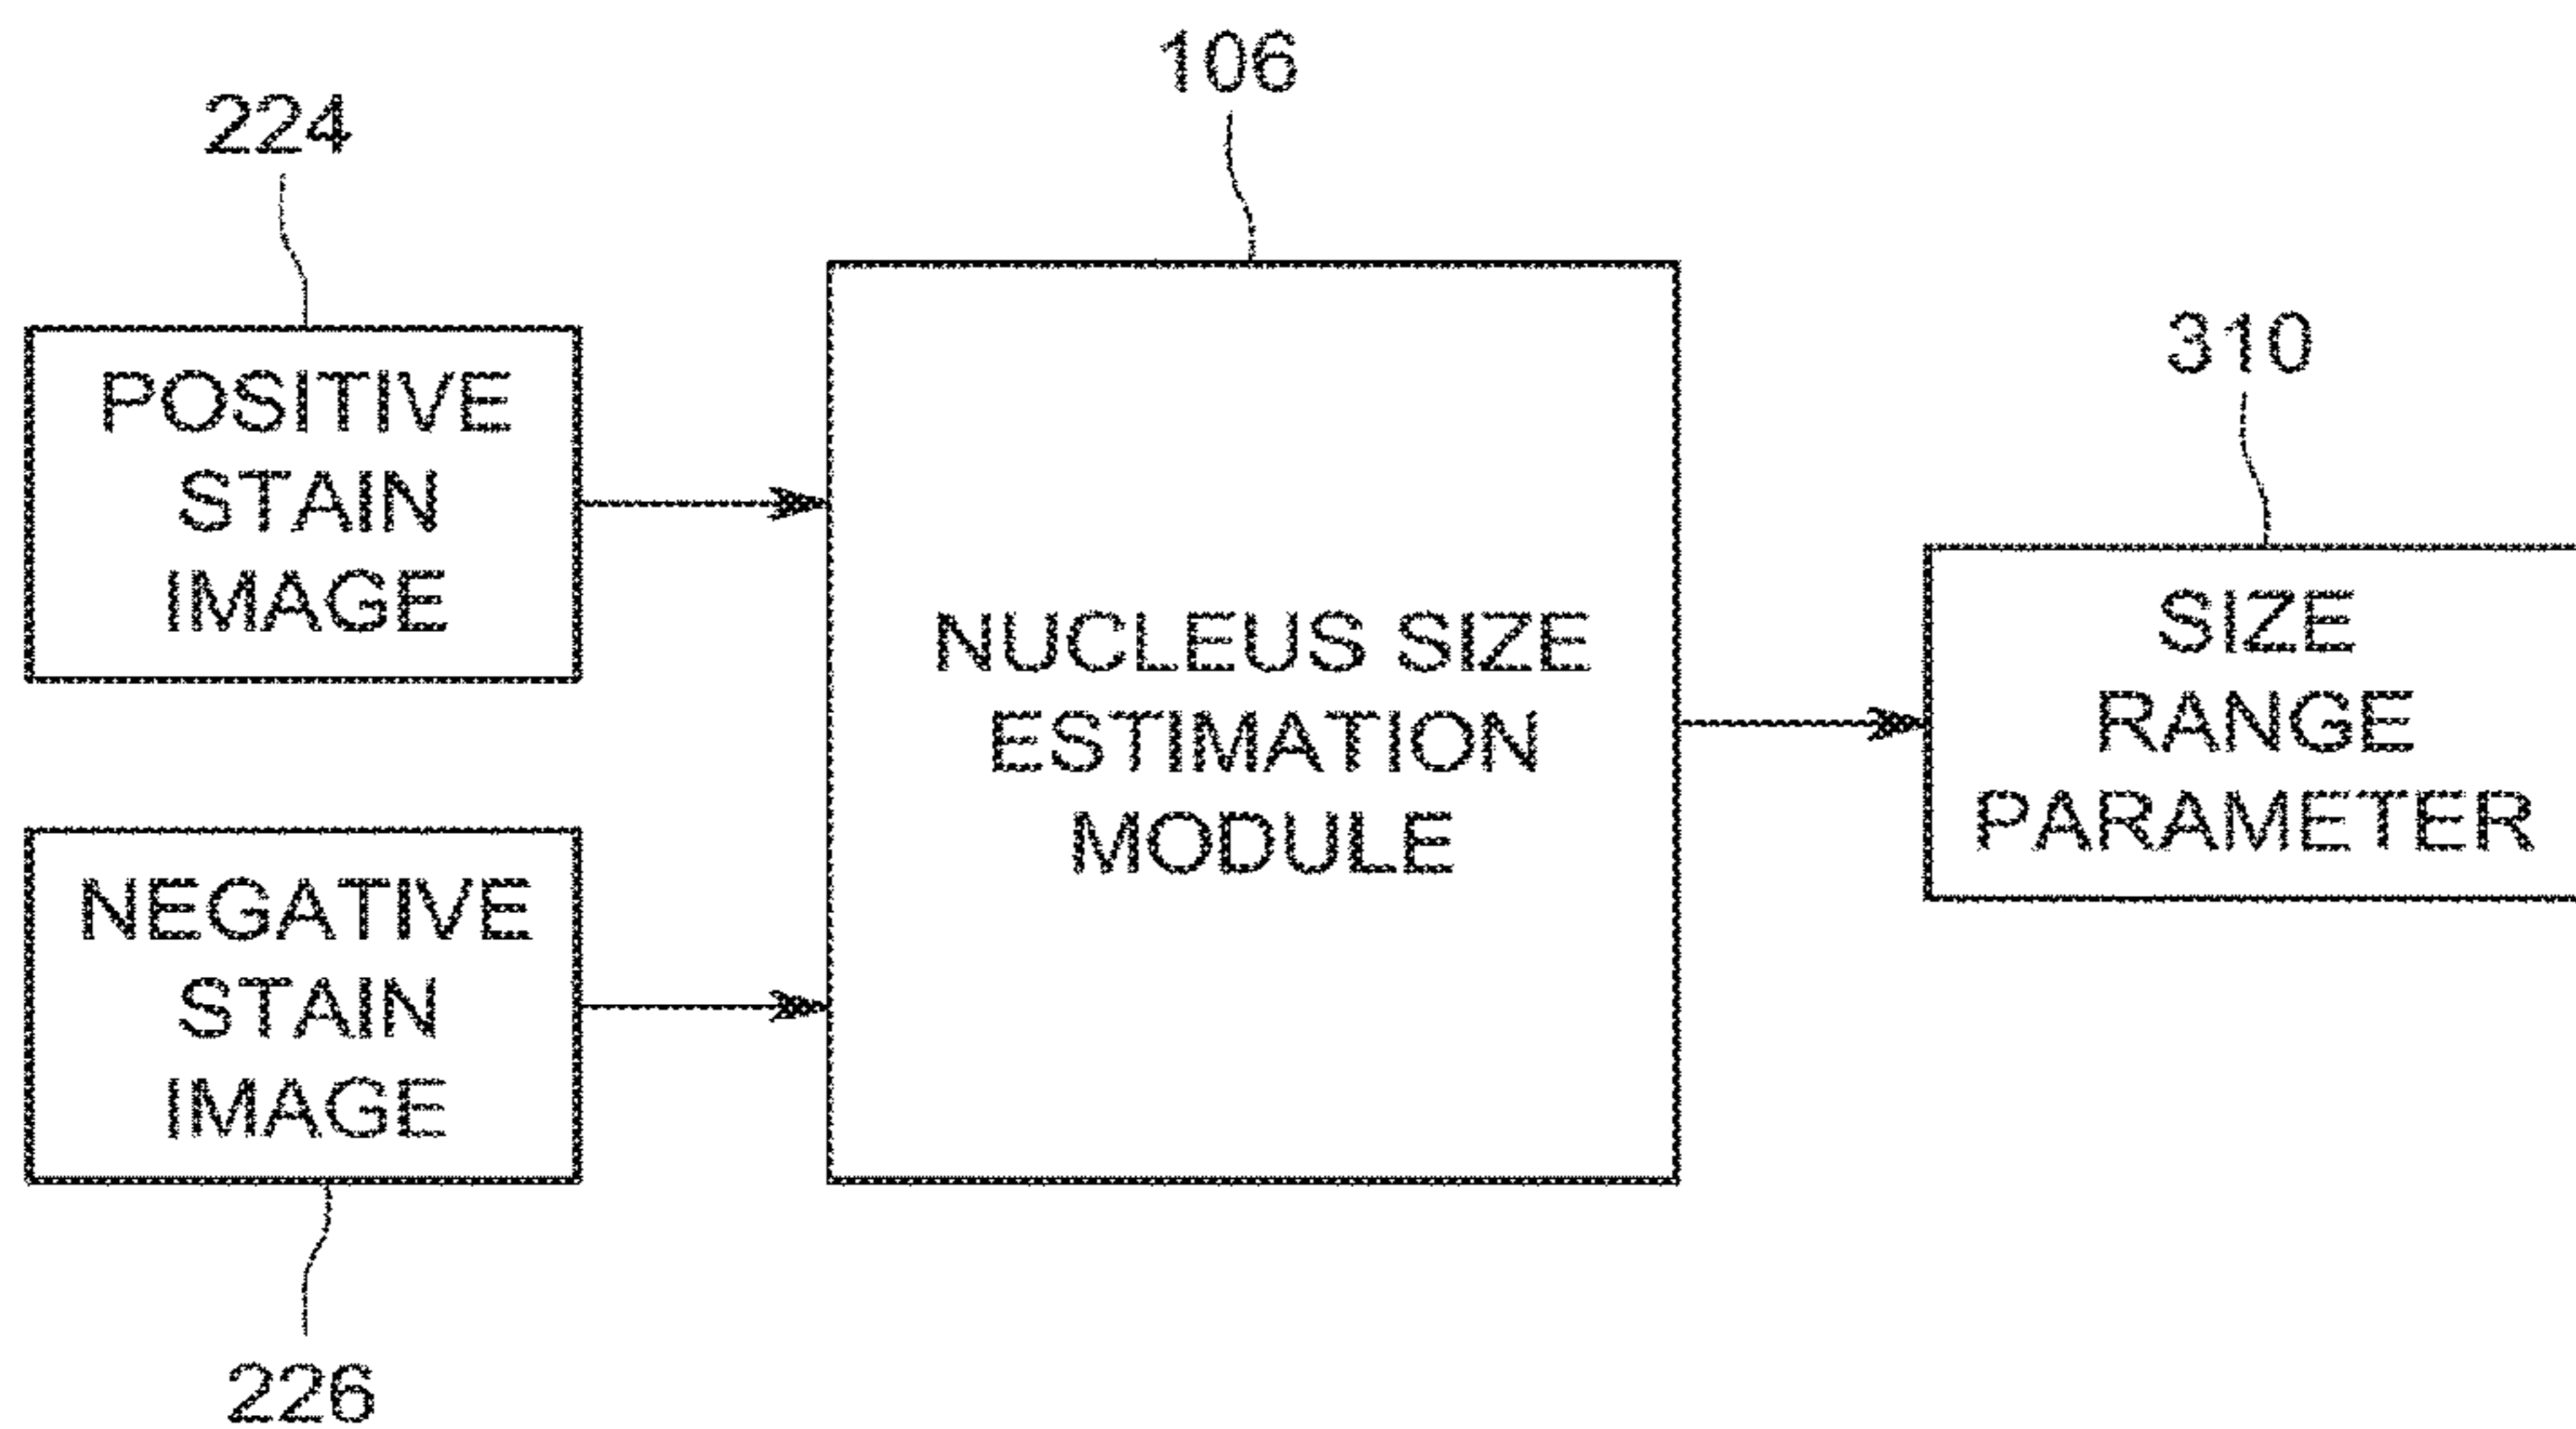 106
224
310
POSITIVE
STAIN
IMAGE
NUCLEUS SIZE
ESTIMATION
MODULE
SIZE
RANGE
PARAMETER
NEGATIVE
STAIN
IMAGE
226